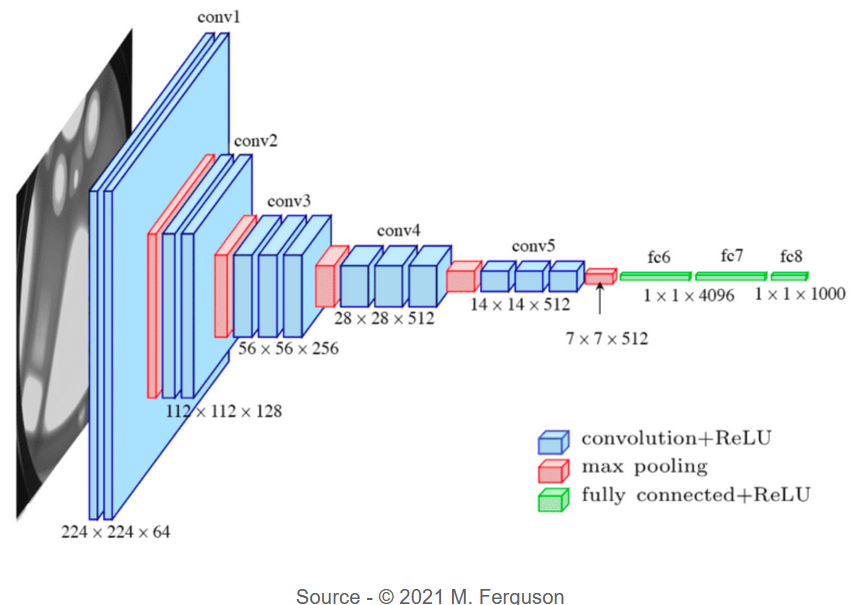 conv1
conv2
conv3
conv4
conv5
fc6
fc7
fc8
224 × 224 × 64
112 × 112 × 128
56 × 56 × 256
28 × 28 × 512
14 × 14 × 512
7 × 7 × 512
1 × 1 × 4096
1 × 1 × 1000
convolution+ReLU
max pooling
fully connected+ReLU
Source - © 2021 M. Ferguson